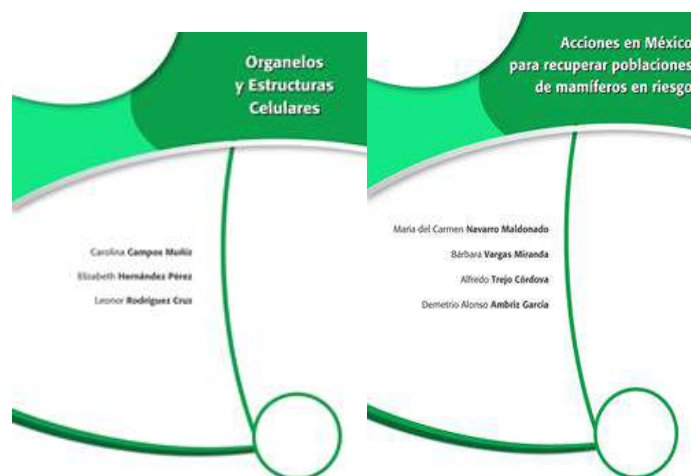 Organelos
y Estructuras
Celulares
Carolina Campos Muñiz
Elizabeth Hernández Pérez
Leonor Rodríguez Cruz
Acciones en México
para recuperar poblaciones
de mamíferos en riesgo
María del Carmen Navarro Maldonado
Bárbara Vargas Miranda
Alfredo Trejo Córdova
Demetrio Alonso Ambriz García